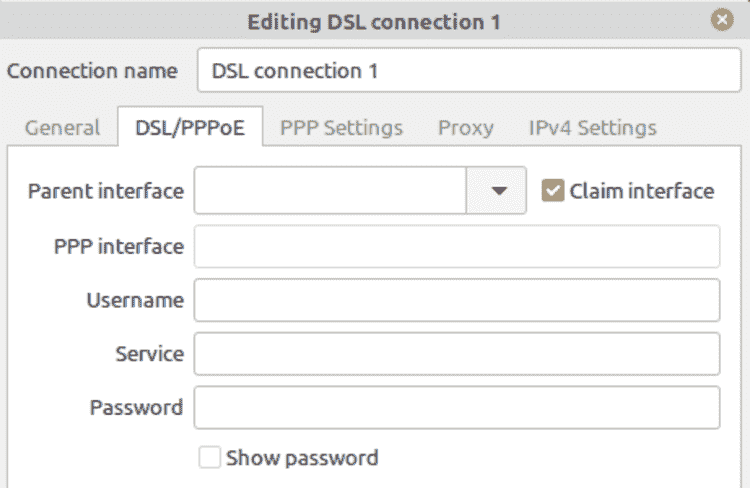 Editing DSL connection 1
Connection name DSL connection 1
General DSL/PPPoE PPP Settings Proxy IPv4 Settings
Parent interface Claim interface
PPP interface
Username
Service
Password
Show password